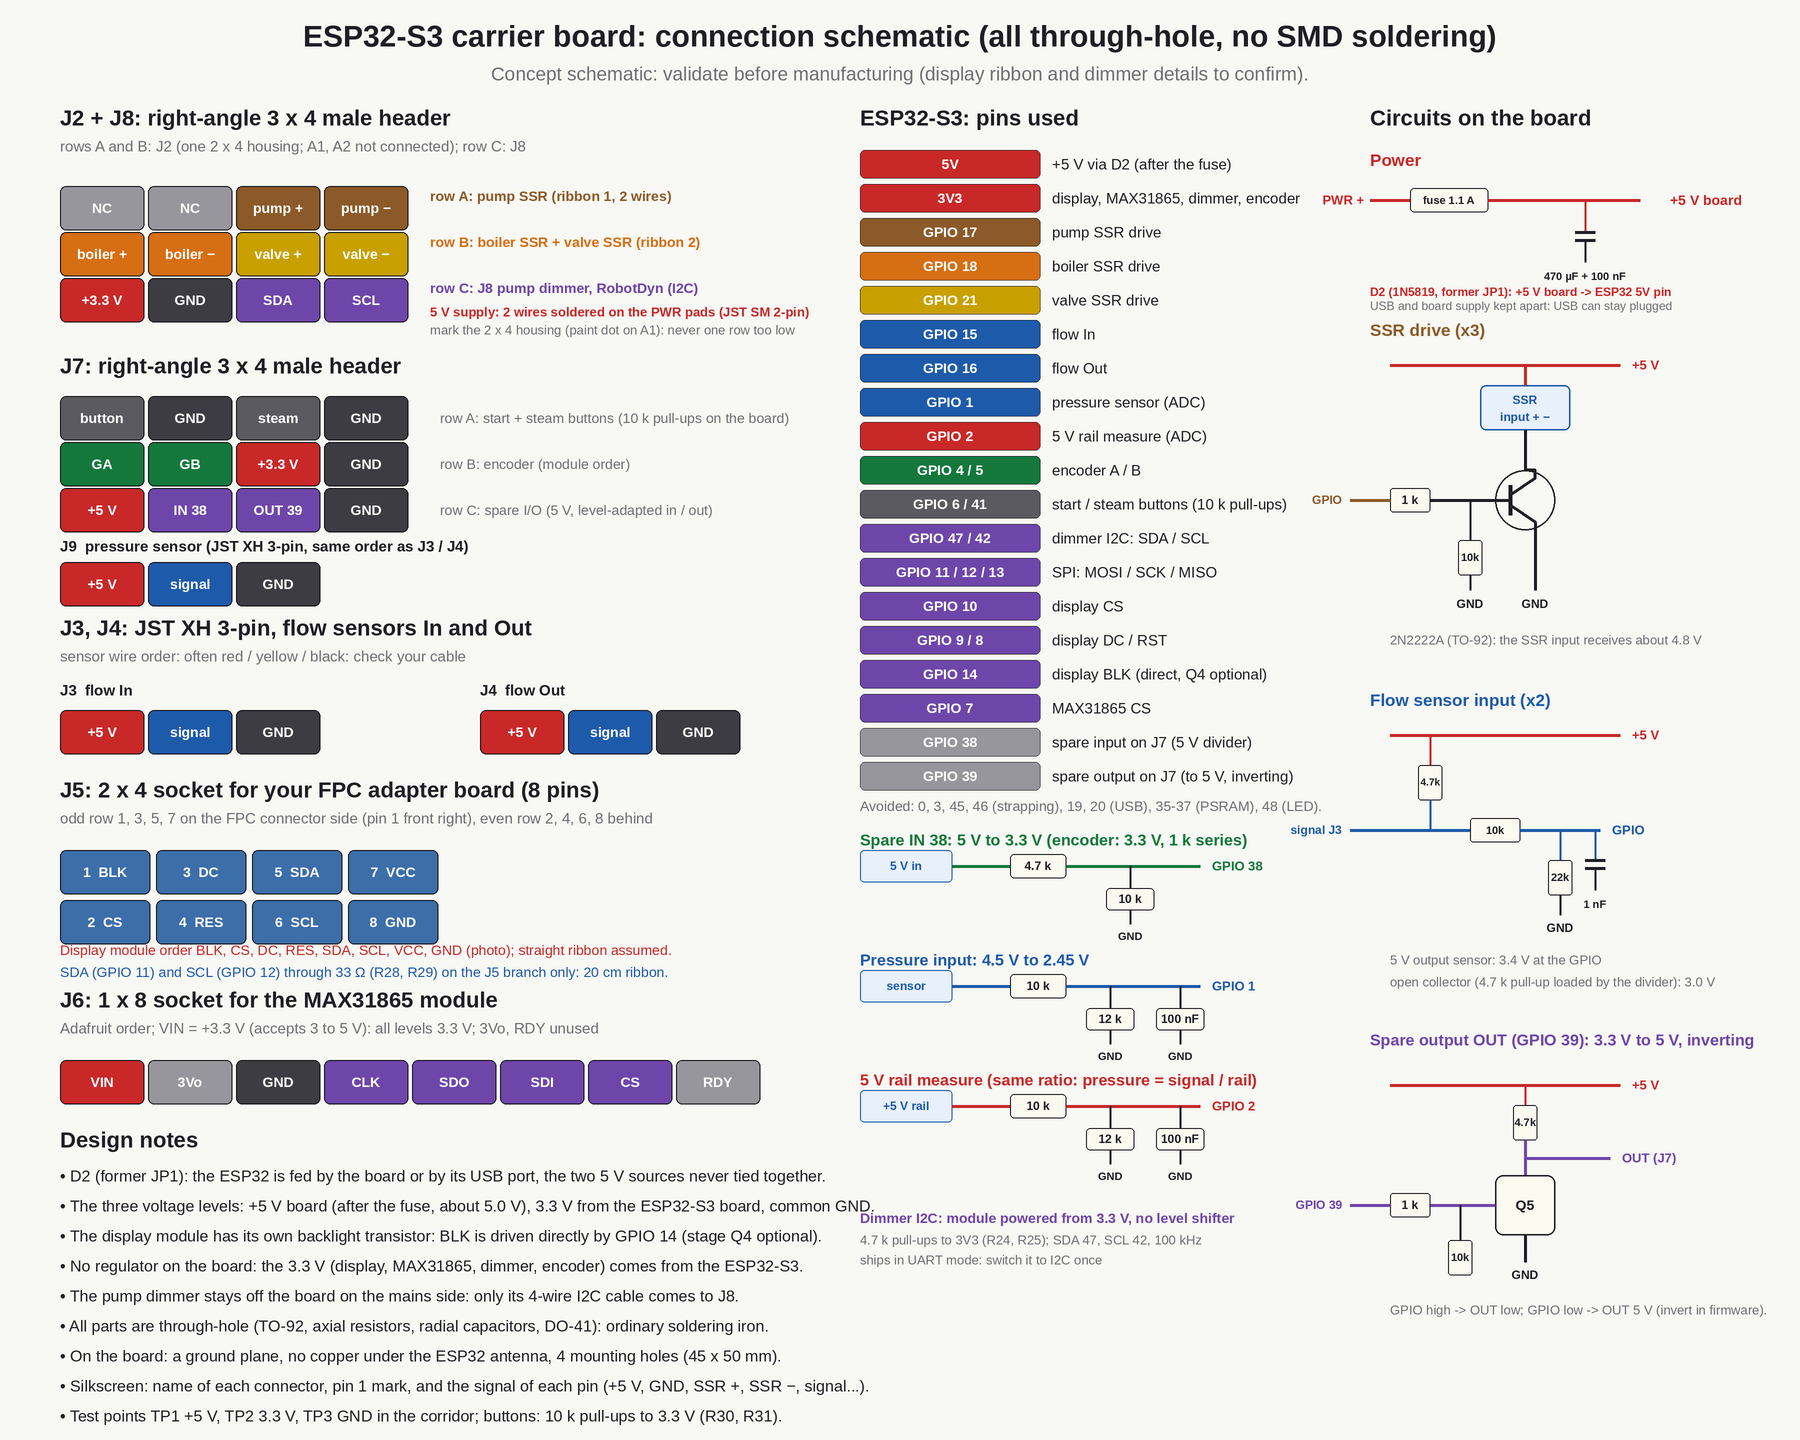 ESP32-S3 carrier board: connection schematic (all through-hole, no SMD soldering)
Concept schematic: validate before manufacturing (display ribbon and dimmer details to confirm).
J2 + J8: right-angle 3 x 4 male header
rows A and B: J2 (one 2 x 4 housing; A1, A2 not connected); row C: J8
NC NC pump + pump −
row A: pump SSR (ribbon 1, 2 wires)
boiler + boiler − valve + valve −
row B: boiler SSR + valve SSR (ribbon 2)
+3.3 V GND SDA SCL
row C: J8 pump dimmer, RobotDyn (I2C)
5 V supply: 2 wires soldered on the PWR pads (JST SM 2-pin)
mark the 2 x 4 housing (paint dot on A1): never one row too low
J7: right-angle 3 x 4 male header
button GND steam GND
row A: start + steam buttons (10 k pull-ups on the board)
GA GB +3.3 V GND
row B: encoder (module order)
+5 V IN 38 OUT 39 GND
row C: spare I/O (5 V, level-adapted in / out)
J9 pressure sensor (JST XH 3-pin, same order as J3 / J4)
+5 V signal GND
J3, J4: JST XH 3-pin, flow sensors In and Out
sensor wire order: often red / yellow / black: check your cable
J3 flow In
+5 V signal GND
J4 flow Out
+5 V signal GND
J5: 2 x 4 socket for your FPC adapter board (8 pins)
odd row 1, 3, 5, 7 on the FPC connector side (pin 1 front right), even row 2, 4, 6, 8 behind
1 BLK 3 DC 5 SDA 7 VCC
2 CS 4 RES 6 SCL 8 GND
Display module order BLK, CS, DC, RES, SDA, SCL, VCC, GND (photo); straight ribbon assumed.
SDA (GPIO 11) and SCL (GPIO 12) through 33 Ω (R28, R29) on the J5 branch only: 20 cm ribbon.
J6: 1 x 8 socket for the MAX31865 module
Adafruit order; VIN = +3.3 V (accepts 3 to 5 V): all levels 3.3 V; 3Vo, RDY unused
VIN 3Vo GND CLK SDO SDI CS RDY
Design notes
• D2 (former JP1): the ESP32 is fed by the board or by its USB port, the two 5 V sources never tied together.
• The three voltage levels: +5 V board (after the fuse, about 5.0 V), 3.3 V from the ESP32-S3 board, common GND.
• The display module has its own backlight transistor: BLK is driven directly by GPIO 14 (stage Q4 optional).
• No regulator on the board: the 3.3 V (display, MAX31865, dimmer, encoder) comes from the ESP32-S3.
• The pump dimmer stays off the board on the mains side: only its 4-wire I2C cable comes to J8.
• All parts are through-hole (TO-92, axial resistors, radial capacitors, DO-41): ordinary soldering iron.
• On the board: a ground plane, no copper under the ESP32 antenna, 4 mounting holes (45 x 50 mm).
• Silkscreen: name of each connector, pin 1 mark, and the signal of each pin (+5 V, GND, SSR +, SSR −, signal...).
• Test points TP1 +5 V, TP2 3.3 V, TP3 GND in the corridor; buttons: 10 k pull-ups to 3.3 V (R30, R31).
ESP32-S3: pins used
5V +5 V via D2 (after the fuse)
3V3 display, MAX31865, dimmer, encoder
GPIO 17 pump SSR drive
GPIO 18 boiler SSR drive
GPIO 21 valve SSR drive
GPIO 15 flow In
GPIO 16 flow Out
GPIO 1 pressure sensor (ADC)
GPIO 2 5 V rail measure (ADC)
GPIO 4 / 5 encoder A / B
GPIO 6 / 41 start / steam buttons (10 k pull-ups)
GPIO 47 / 42 dimmer I2C: SDA / SCL
GPIO 11 / 12 / 13 SPI: MOSI / SCK / MISO
GPIO 10 display CS
GPIO 9 / 8 display DC / RST
GPIO 14 display BLK (direct, Q4 optional)
GPIO 7 MAX31865 CS
GPIO 38 spare input on J7 (5 V divider)
GPIO 39 spare output on J7 (to 5 V, inverting)
Avoided: 0, 3, 45, 46 (strapping), 19, 20 (USB), 35-37 (PSRAM), 48 (LED).
Spare IN 38: 5 V to 3.3 V (encoder: 3.3 V, 1 k series)
5 V in 4.7 k GPIO 38
10 k
GND
Pressure input: 4.5 V to 2.45 V
sensor 10 k GPIO 1
12 k 100 nF
GND GND
5 V rail measure (same ratio: pressure = signal / rail)
+5 V rail 10 k GPIO 2
12 k 100 nF
GND GND
Dimmer I2C: module powered from 3.3 V, no level shifter
4.7 k pull-ups to 3V3 (R24, R25); SDA 47, SCL 42, 100 kHz
ships in UART mode: switch it to I2C once
Circuits on the board
Power
PWR + fuse 1.1 A +5 V board
470 µF + 100 nF
D2 (1N5819, former JP1): +5 V board -> ESP32 5V pin
USB and board supply kept apart: USB can stay plugged
SSR drive (x3)
+5 V
SSR
input + −
GPIO 1 k
10k
GND GND
2N2222A (TO-92): the SSR input receives about 4.8 V
Flow sensor input (x2)
+5 V
4.7k
signal J3 10k GPIO
22k
1 nF
GND
5 V output sensor: 3.4 V at the GPIO
open collector (4.7 k pull-up loaded by the divider): 3.0 V
Spare output OUT (GPIO 39): 3.3 V to 5 V, inverting
+5 V
4.7k
OUT (J7)
GPIO 39 1 k Q5
10k
GND
GPIO high -> OUT low; GPIO low -> OUT 5 V (invert in firmware).